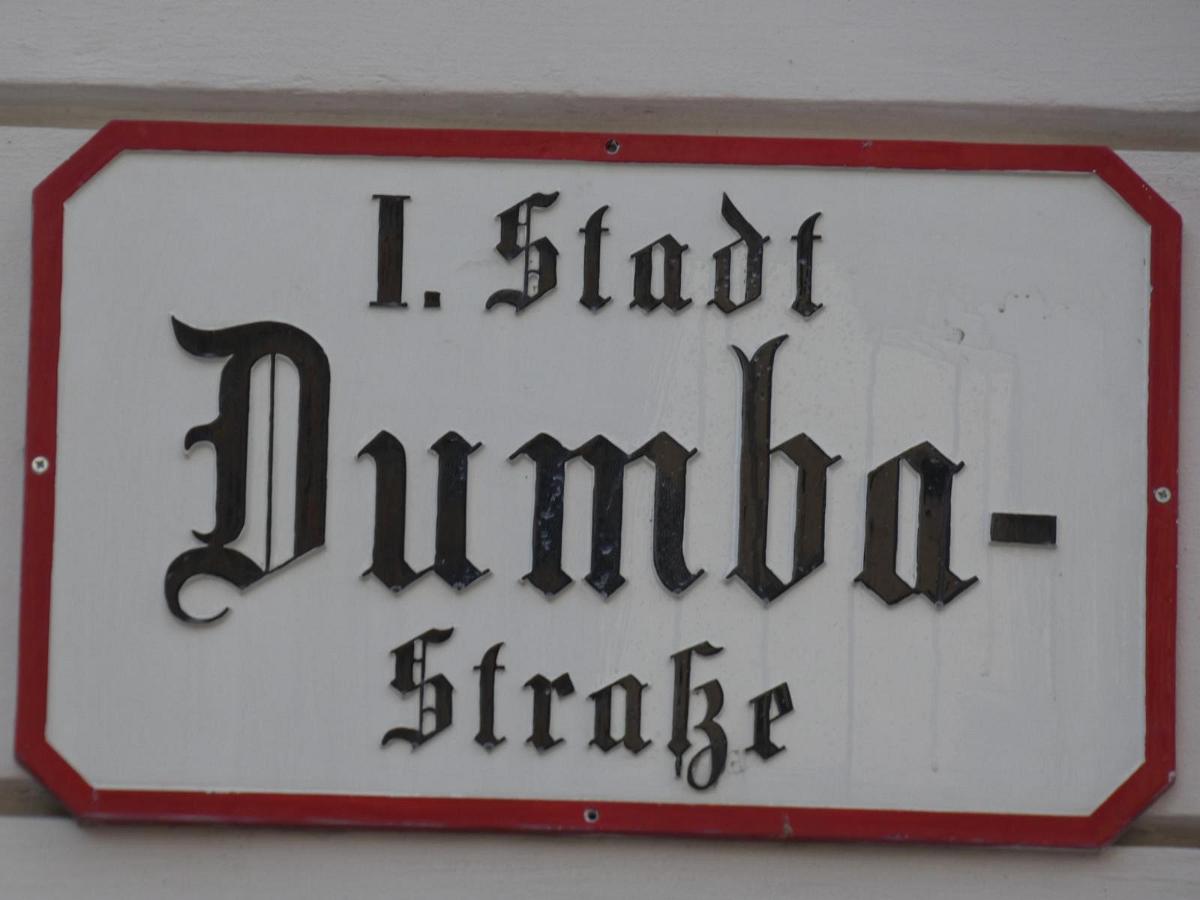 I. Stadt
Dumba-
Straße